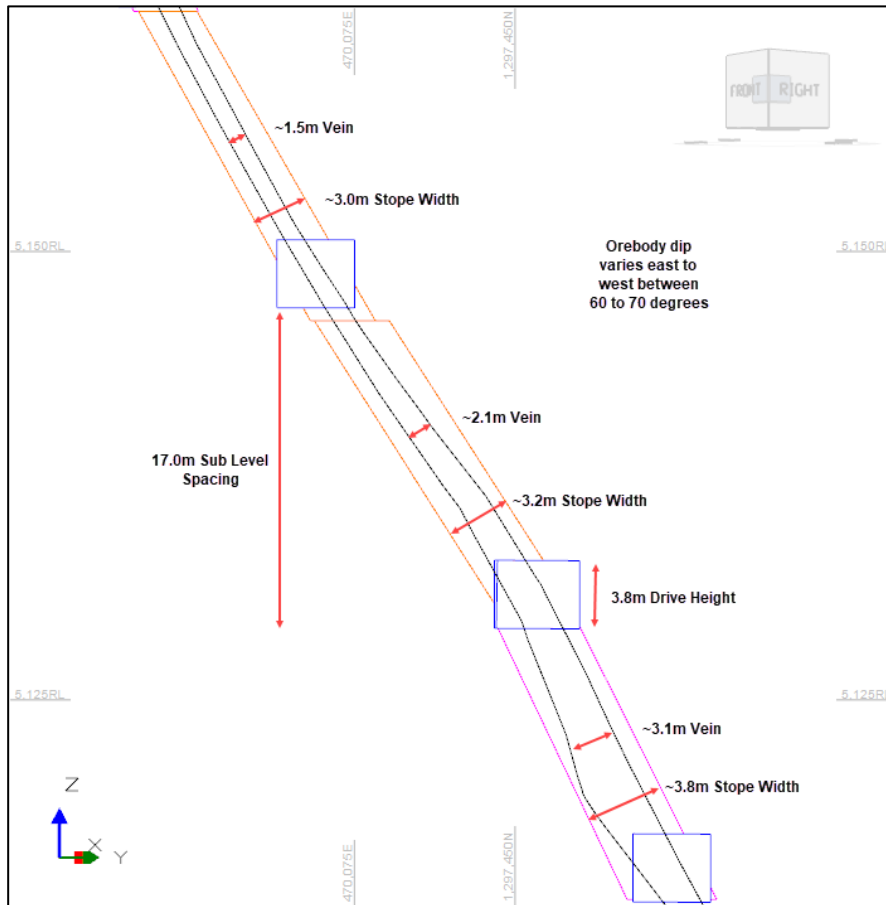 470,075E
1,297,450N
FRONT
RIGHT
~1.5m Vein
~3.0m Stope Width
5,150RL
5,150RL
Orebody dip
varies east to
west between
60 to 70 degrees
~2.1m Vein
17.0m Sub Level
Spacing
~3.2m Stope Width
3.8m Drive Height
5,125RL
5,125RL
~3.1m Vein
~3.8m Stope Width
Z
X
Y
470,075E
1,297,450N